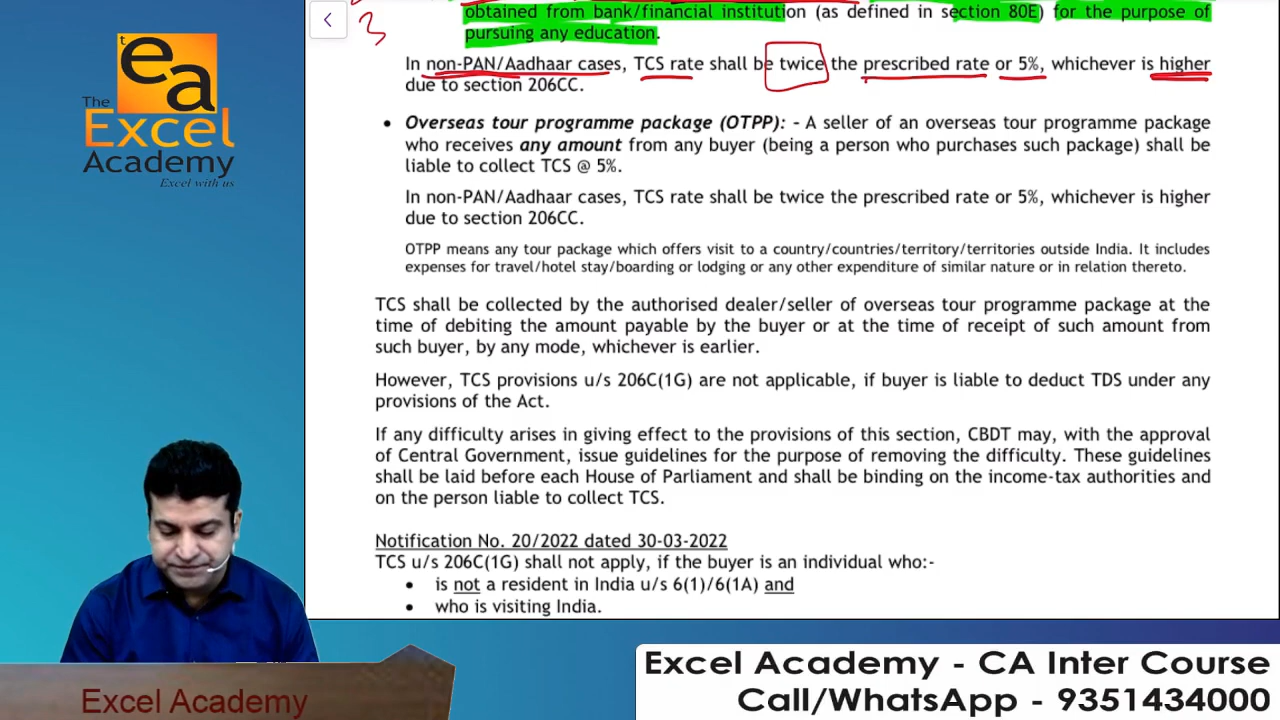 ea
The
Excel
Academy
Excel with us
3
obtained from bank/financial institution (as defined in section 80E) for the purpose of
pursuing any education.
In non-PAN/Aadhaar cases, TCS rate shall be twice the prescribed rate or 5%, whichever is higher
due to section 206CC.
• Overseas tour programme package (OTPP): - A seller of an overseas tour programme package
who receives any amount from any buyer (being a person who purchases such package) shall be
liable to collect TCS @ 5%.
In non-PAN/Aadhaar cases, TCS rate shall be twice the prescribed rate or 5%, whichever is higher
due to section 206CC.
OTPP means any tour package which offers visit to a country/countries/territory/territories outside India. It includes
expenses for travel/hotel stay/boarding or lodging or any other expenditure of similar nature or in relation thereto.
TCS shall be collected by the authorised dealer/seller of overseas tour programme package at the
time of debiting the amount payable by the buyer or at the time of receipt of such amount from
such buyer, by any mode, whichever is earlier.
However, TCS provisions u/s 206C(1G) are not applicable, if buyer is liable to deduct TDS under any
provisions of the Act.
If any difficulty arises in giving effect to the provisions of this section, CBDT may, with the approval
of Central Government, issue guidelines for the purpose of removing the difficulty. These guidelines
shall be laid before each House of Parliament and shall be binding on the income-tax authorities and
on the person liable to collect TCS.
Notification No. 20/2022 dated 30-03-2022
TCS u/s 206C(1G) shall not apply, if the buyer is an individual who:-
• is not a resident in India u/s 6(1)/6(1A) and
• who is visiting India.
Excel Academy
Excel Academy - CA Inter Course
Call/WhatsApp - 9351434000